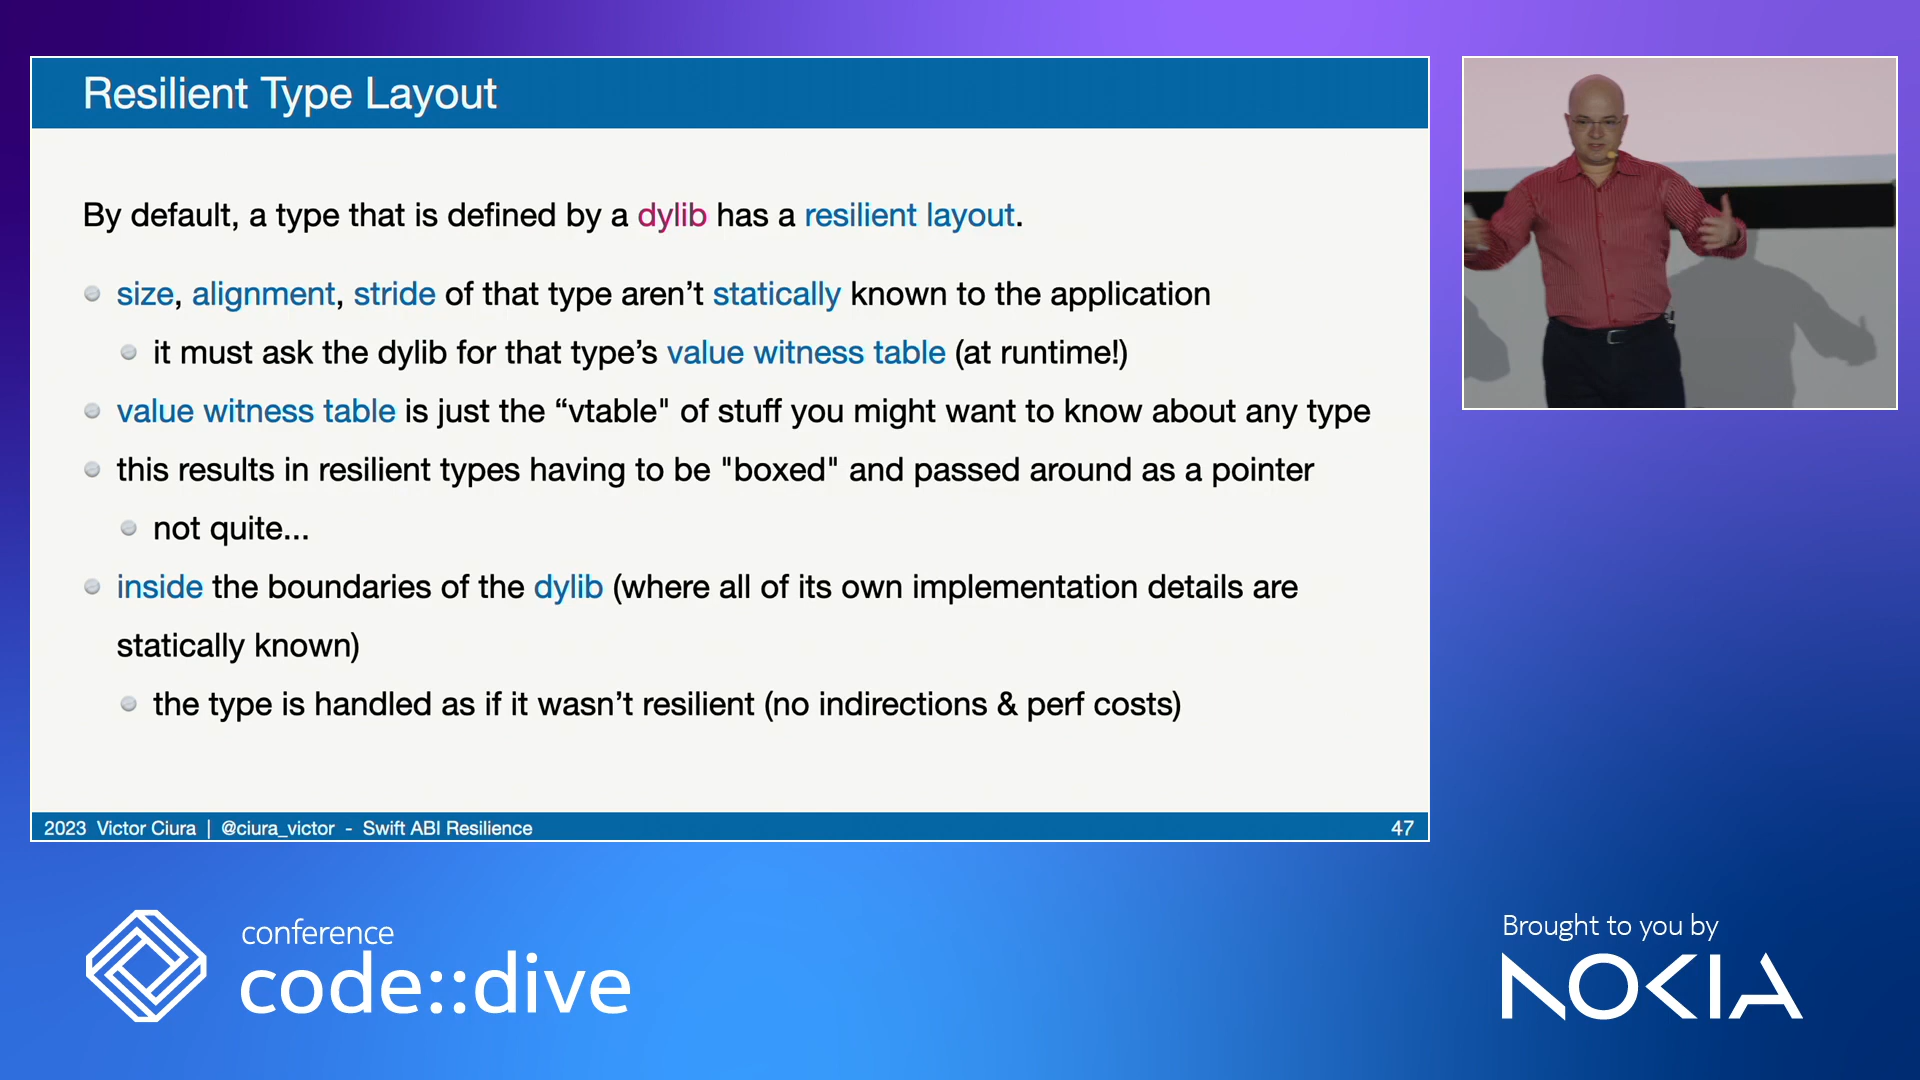 Resilient Type Layout
By default, a type that is defined by a dylib has a resilient layout.
size, alignment, stride of that type aren’t statically known to the application
it must ask the dylib for that type’s value witness table (at runtime!)
value witness table is just the “vtable" of stuff you might want to know about any type
this results in resilient types having to be "boxed" and passed around as a pointer
not quite...
inside the boundaries of the dylib (where all of its own implementation details are
statically known)
the type is handled as if it wasn’t resilient (no indirections & perf costs)
2023 Victor Ciura | @ciura_victor - Swift ABI Resilience 47
conference
code::dive
Brought to you by
NOKIA